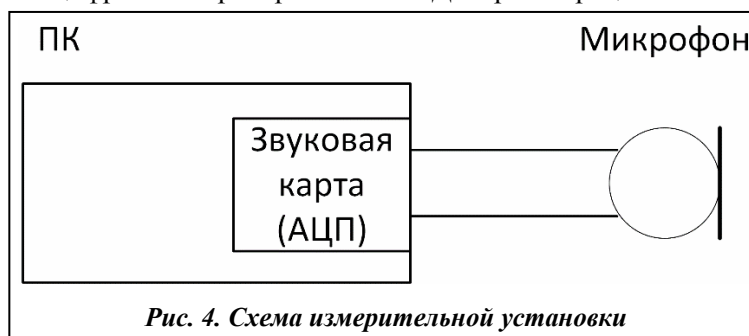 ПК
Микрофон
Звуковая
карта
(АЦП)
Рис. 4. Схема измерительной установки